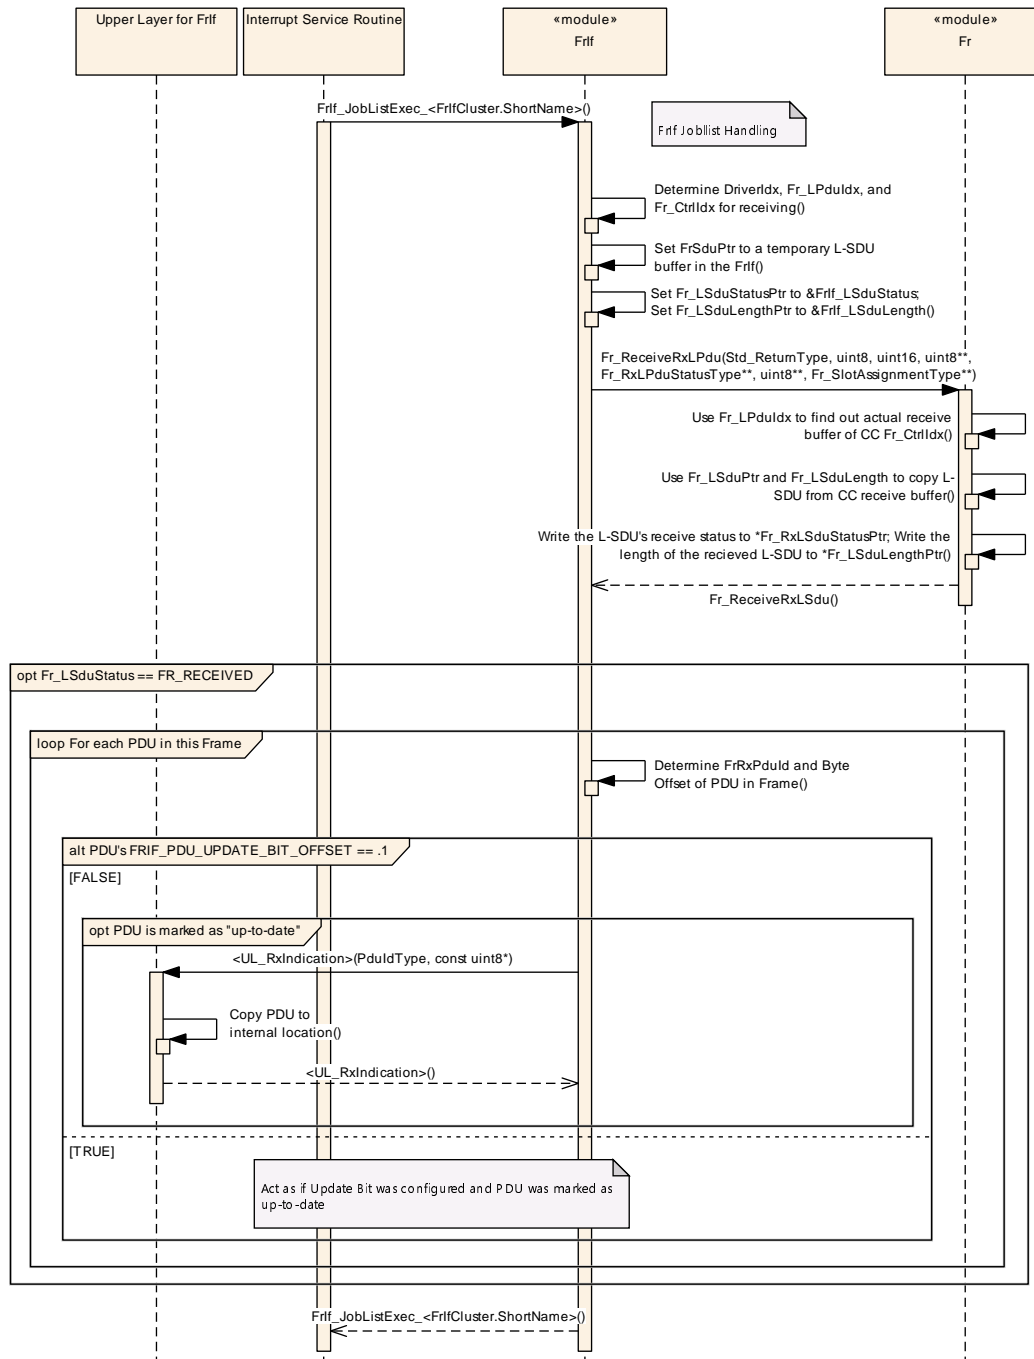 Upper Layer for FrIf
Interrupt Service Routine
«module»
FrIf
«module»
Fr
FrIf_JobListExec_<FrIfCluster.ShortName>()
FrIf Joblist Handling
Determine DriverIdx, Fr_LPduIdx, and
Fr_CtrlIdx for receiving()
Set FrSduPtr to a temporary L-SDU
buffer in the FrIf()
Set Fr_LSduStatusPtr to &FrIf_LSduStatus;
Set Fr_LSduLengthPtr to &FrIf_LSduLength()
Fr_ReceiveRxLPdu(Std_ReturnType, uint8, uint16, uint8**,
Fr_RxLPduStatusType**, uint8**, Fr_SlotAssignmentType**)
Use Fr_LPduIdx to find out actual receive
buffer of CC Fr_CtrlIdx()
Use Fr_LSduPtr and Fr_LSduLength to copy L-
SDU from CC receive buffer()
Write the L-SDU's receive status to *Fr_RxLSduStatusPtr; Write the
length of the recieved L-SDU to *Fr_LSduLengthPtr()
Fr_ReceiveRxLSdu()
opt Fr_LSduStatus == FR_RECEIVED
loop For each PDU in this Frame
Determine FrRxPduId and Byte
Offset of PDU in Frame()
alt PDU's FRIF_PDU_UPDATE_BIT_OFFSET == .1
[FALSE]
opt PDU is marked as "up-to-date"
<UL_RxIndication>(PduIdType, const uint8*)
Copy PDU to
internal location()
<UL_RxIndication>()
[TRUE]
Act as if Update Bit was configured and PDU was marked as
up-to-date
FrIf_JobListExec_<FrIfCluster.ShortName>()